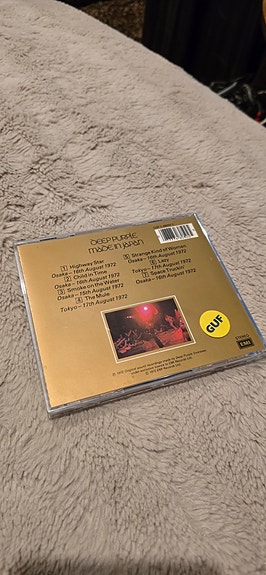 DEEP PURPLE
MADE IN JAPAN
1 Highway Star
Osaka - 16th August 1972
2 Child in Time
Osaka - 16th August 1972
3 Smoke on the Water
Osaka - 15th August 1972
4 The Mule
Tokyo - 17th August 1972
5 Strange Kind of Woman
Osaka - 16th August 1972
6 Lazy
Tokyo - 17th August 1972
7 Space Truckin'
Osaka - 16th August 1972
GUF
STEREO
EMI